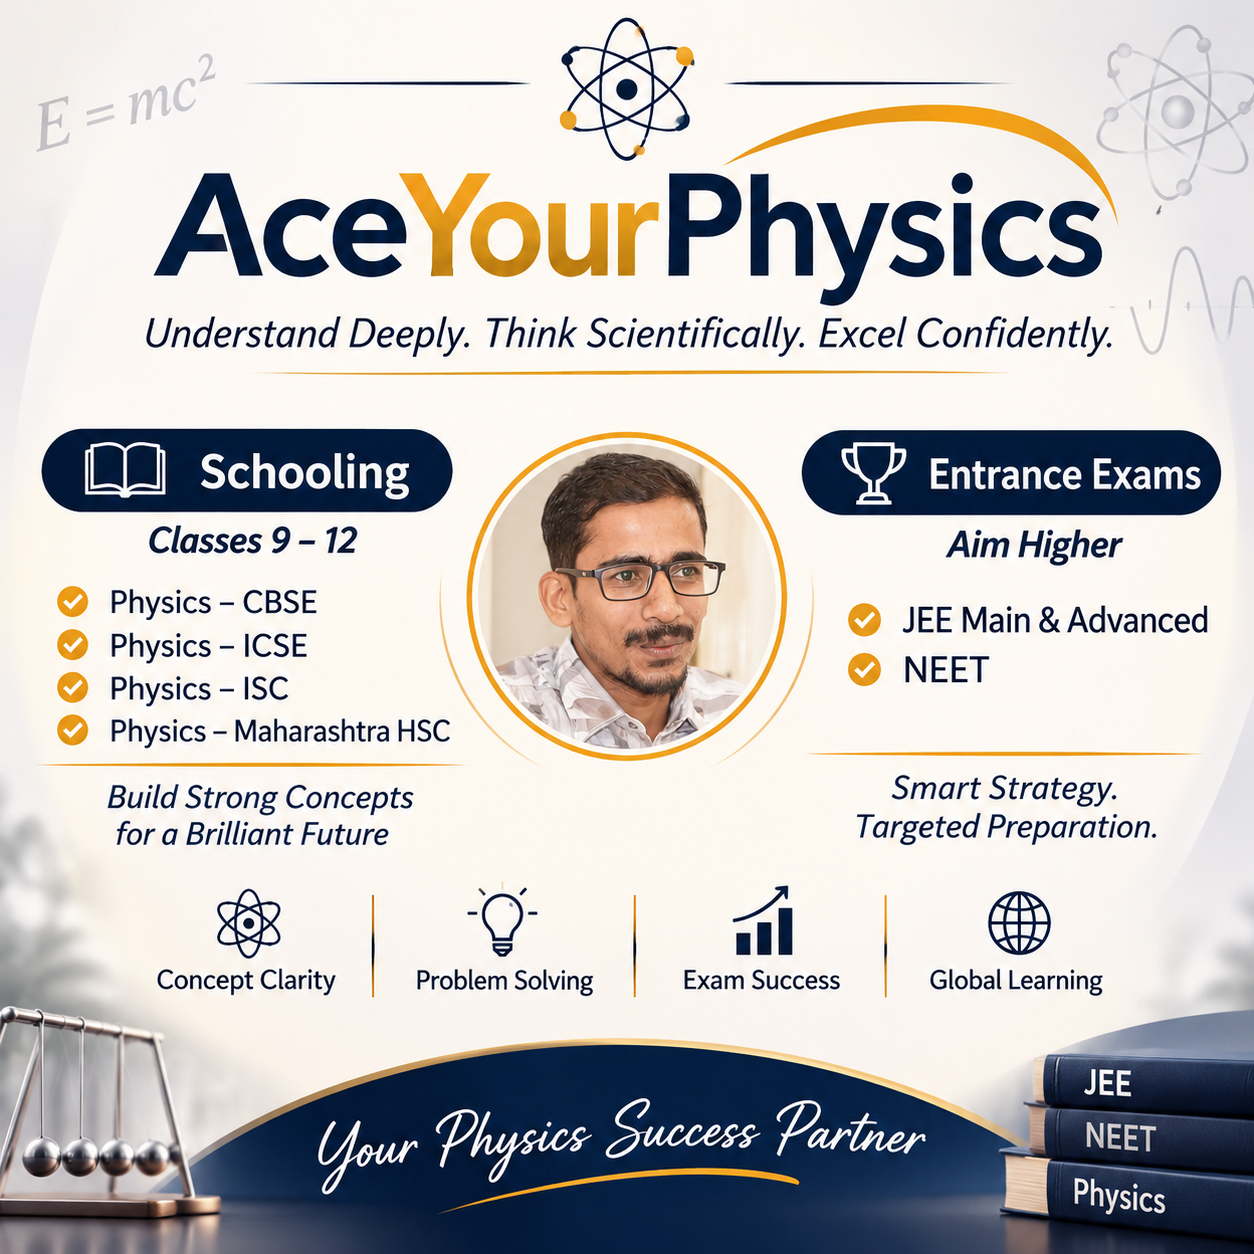 E = mc²
AceYourPhysics
Understand Deeply. Think Scientifically. Excel Confidently.
Schooling
Classes 9 – 12
Physics – CBSE
Physics – ICSE
Physics – ISC
Physics – Maharashtra HSC
Build Strong Concepts
for a Brilliant Future
Entrance Exams
Aim Higher
JEE Main & Advanced
NEET
Smart Strategy.
Targeted Preparation.
Concept Clarity
Problem Solving
Exam Success
Global Learning
Your Physics Success Partner
JEE
NEET
Physics